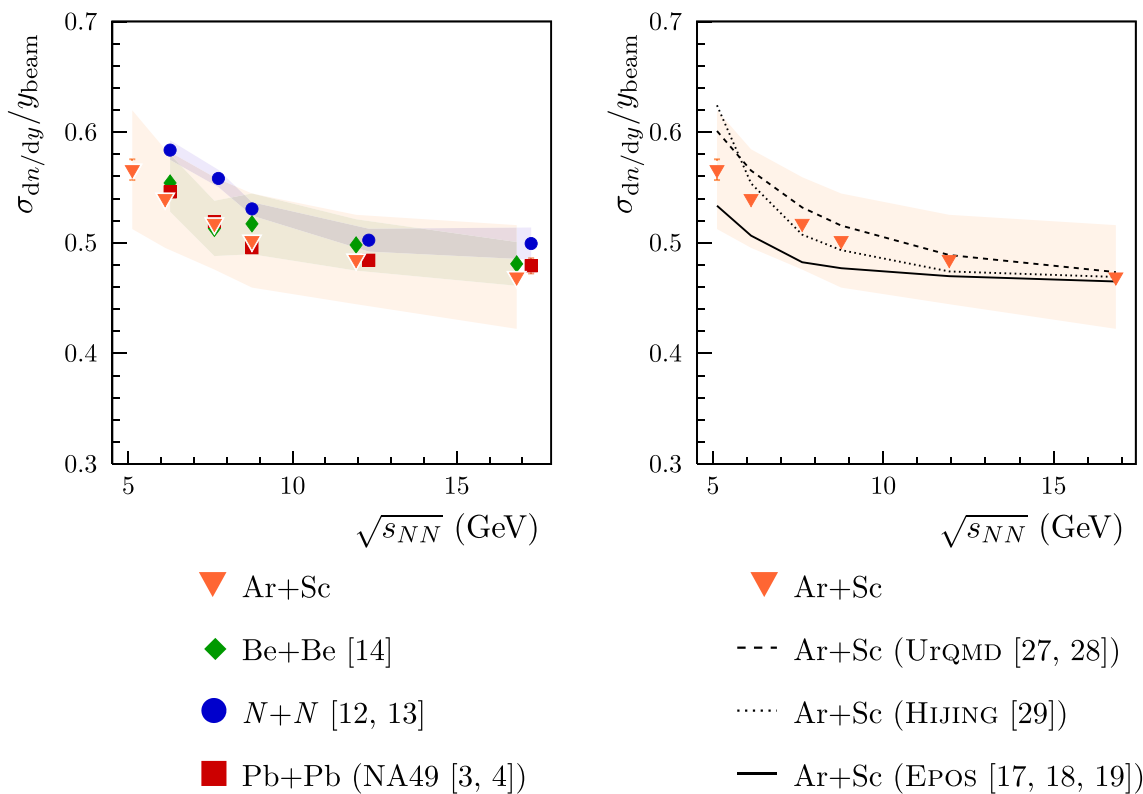 σdn/dy/ybeam
0.7
0.6
0.5
0.4
0.3
5
10
15
√sNN (GeV)
Ar+Sc
Be+Be [14]
N+N [12, 13]
Pb+Pb (NA49 [3, 4])
σdn/dy/ybeam
0.7
0.6
0.5
0.4
0.3
5
10
15
√sNN (GeV)
Ar+Sc
Ar+Sc (UrQMD [27, 28])
Ar+Sc (HIJING [29])
Ar+Sc (EPOS [17, 18, 19])